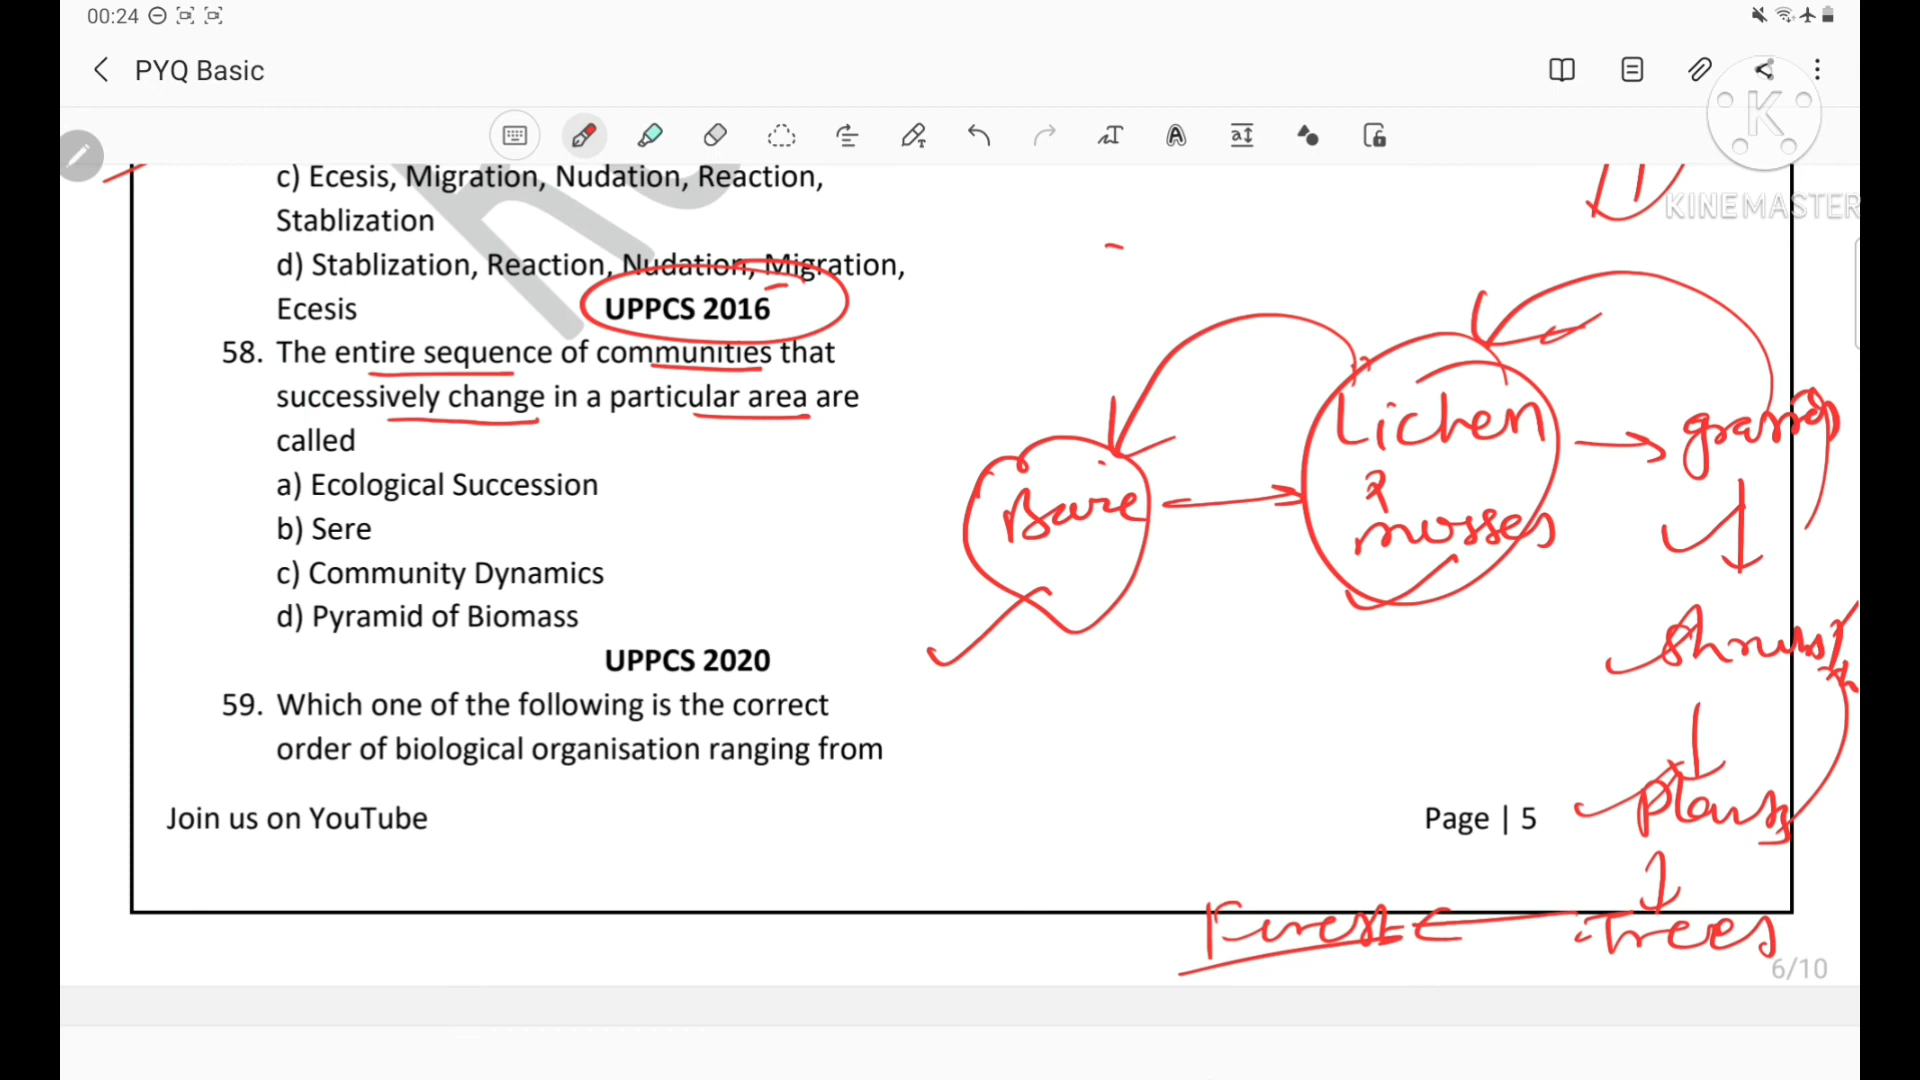 00:24
PYQ Basic
K
KINEMASTER
c) Ecesis, Migration, Nudation, Reaction,
Stablization
d) Stablization, Reaction, Nudation, Migration,
Ecesis UPPCS 2016
58. The entire sequence of communities that
successively change in a particular area are
called
a) Ecological Succession
b) Sere
c) Community Dynamics
d) Pyramid of Biomass
UPPCS 2020
59. Which one of the following is the correct
order of biological organisation ranging from
Join us on YouTube
Page | 5
6/10
Bare
Lichen
&
mosses
Plants
Trees